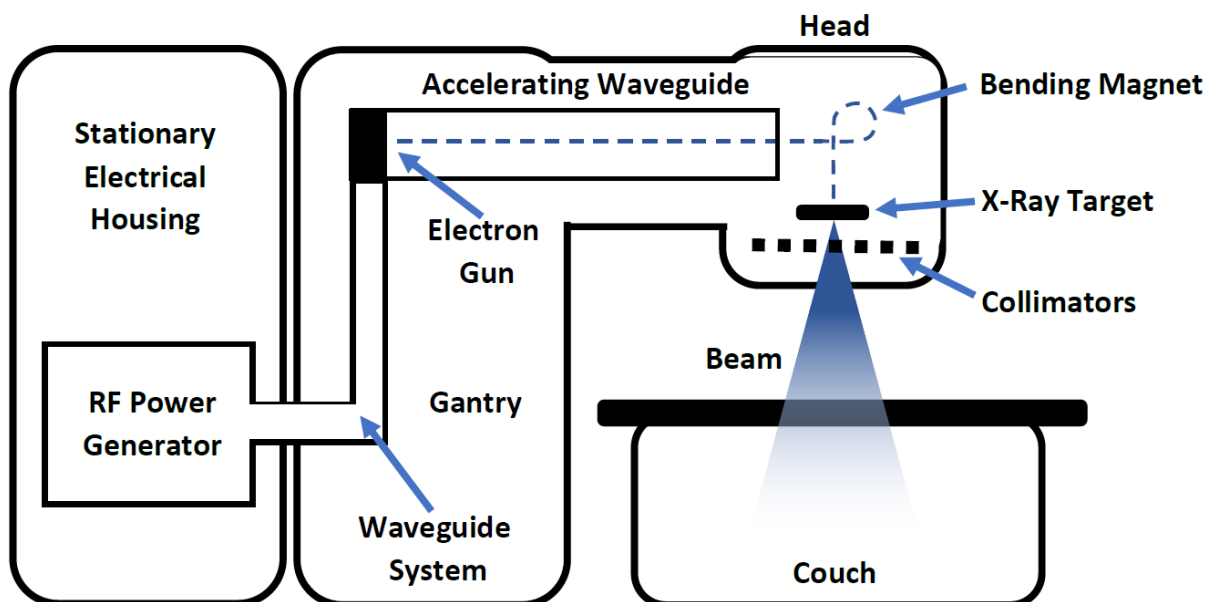 Head
Accelerating Waveguide
Bending Magnet
Stationary
Electrical
Housing
X-Ray Target
Electron
Gun
Collimators
Beam
RF Power
Generator
Gantry
Waveguide
System
Couch